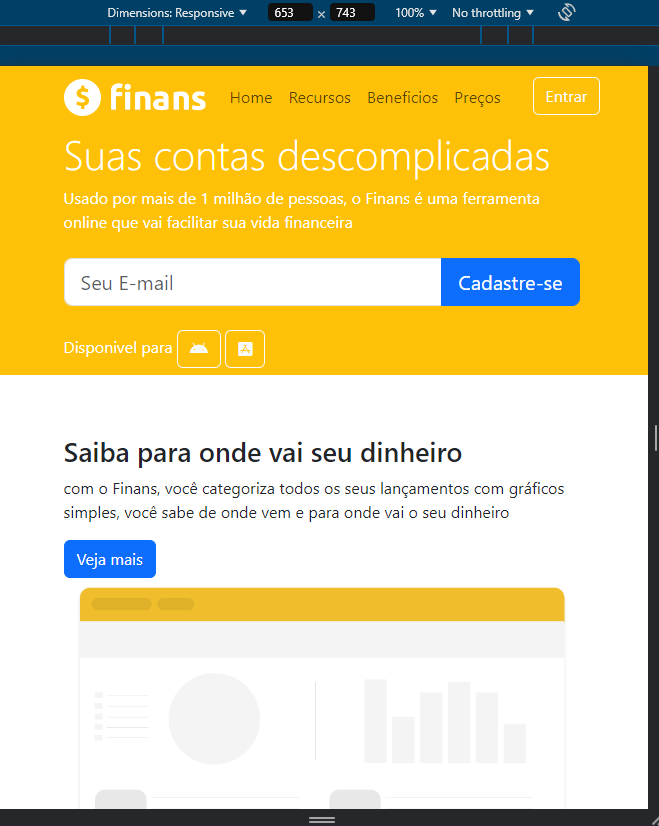 Dimensions: Responsive 653 × 743 100% No throttling
finans Home Recursos Beneficios Preços Entrar
Suas contas descomplicadas
Usado por mais de 1 milhão de pessoas, o Finans é uma ferramenta
online que vai facilitar sua vida financeira
Seu E-mail Cadastre-se
Disponivel para
Saiba para onde vai seu dinheiro
com o Finans, você categoriza todos os seus lançamentos com gráficos
simples, você sabe de onde vem e para onde vai o seu dinheiro
Veja mais